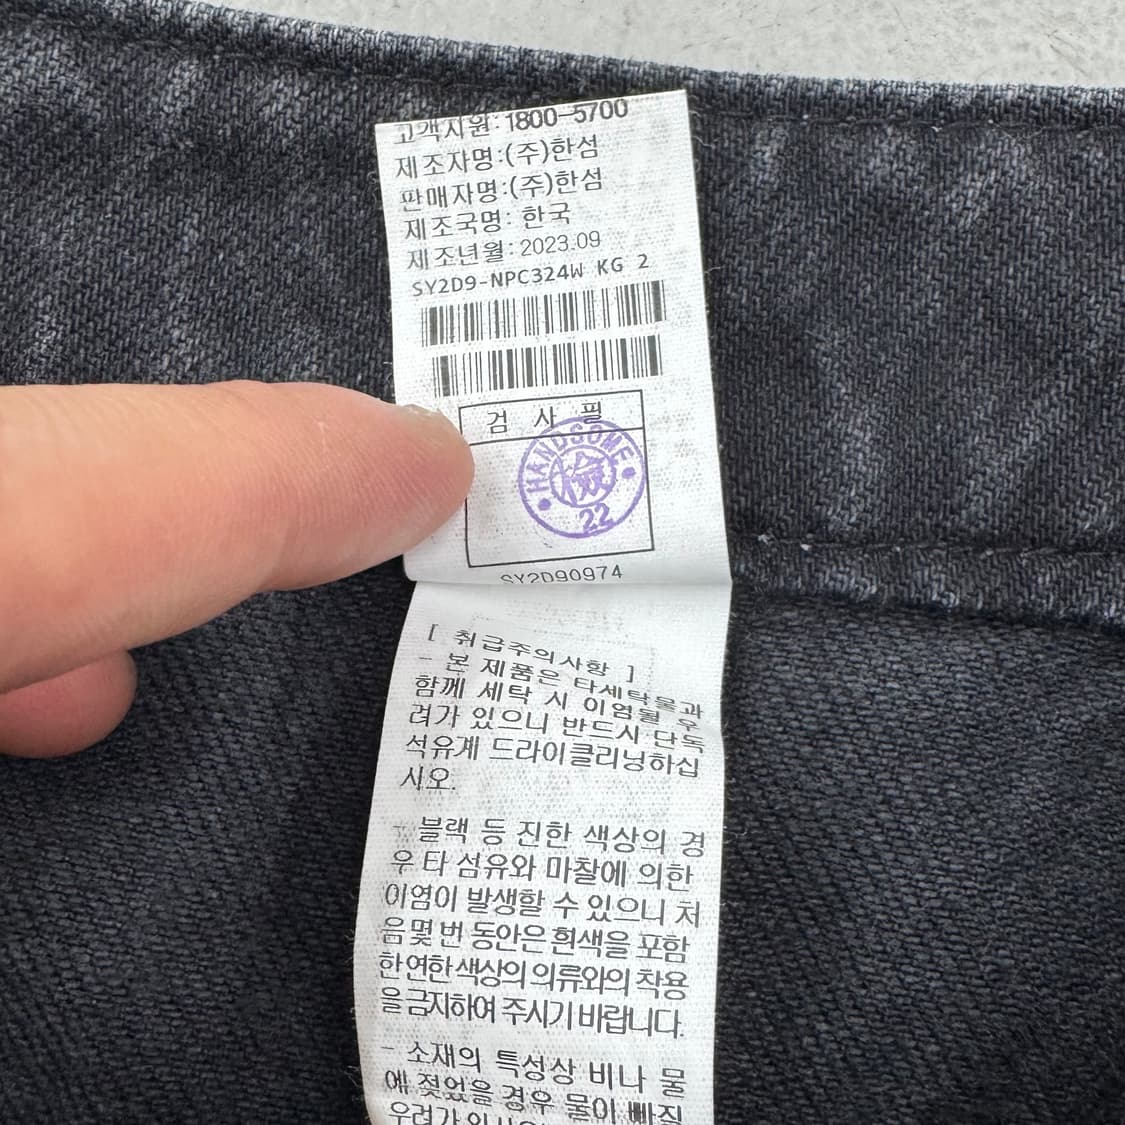 고객지원: 1800-5700
제조자명:(주)한섬
판매자명:(주)한섬
제조국명: 한국
제조년월: 2023.09
SY2D9-NPC324W KG 2
검 사 필
HANDSOME
檢
22
SY2D90974
[ 취급주의사항 ]
- 본 제품은 타세탁물과
함께 세탁 시 이염될 우
려가 있으니 반드시 단독
석유계 드라이클리닝하십
시오.
- 블랙 등 진한 색상의 경
우 타 섬유와 마찰에 의한
이염이 발생할 수 있으니 처
음 몇 번 동안은 흰색을 포함
한 연한 색상의 의류와의 착용
을 금지하여 주시기 바랍니다.
- 소재의 특성상 비나 물
에 젖었을 경우 물이 빠질
우려가